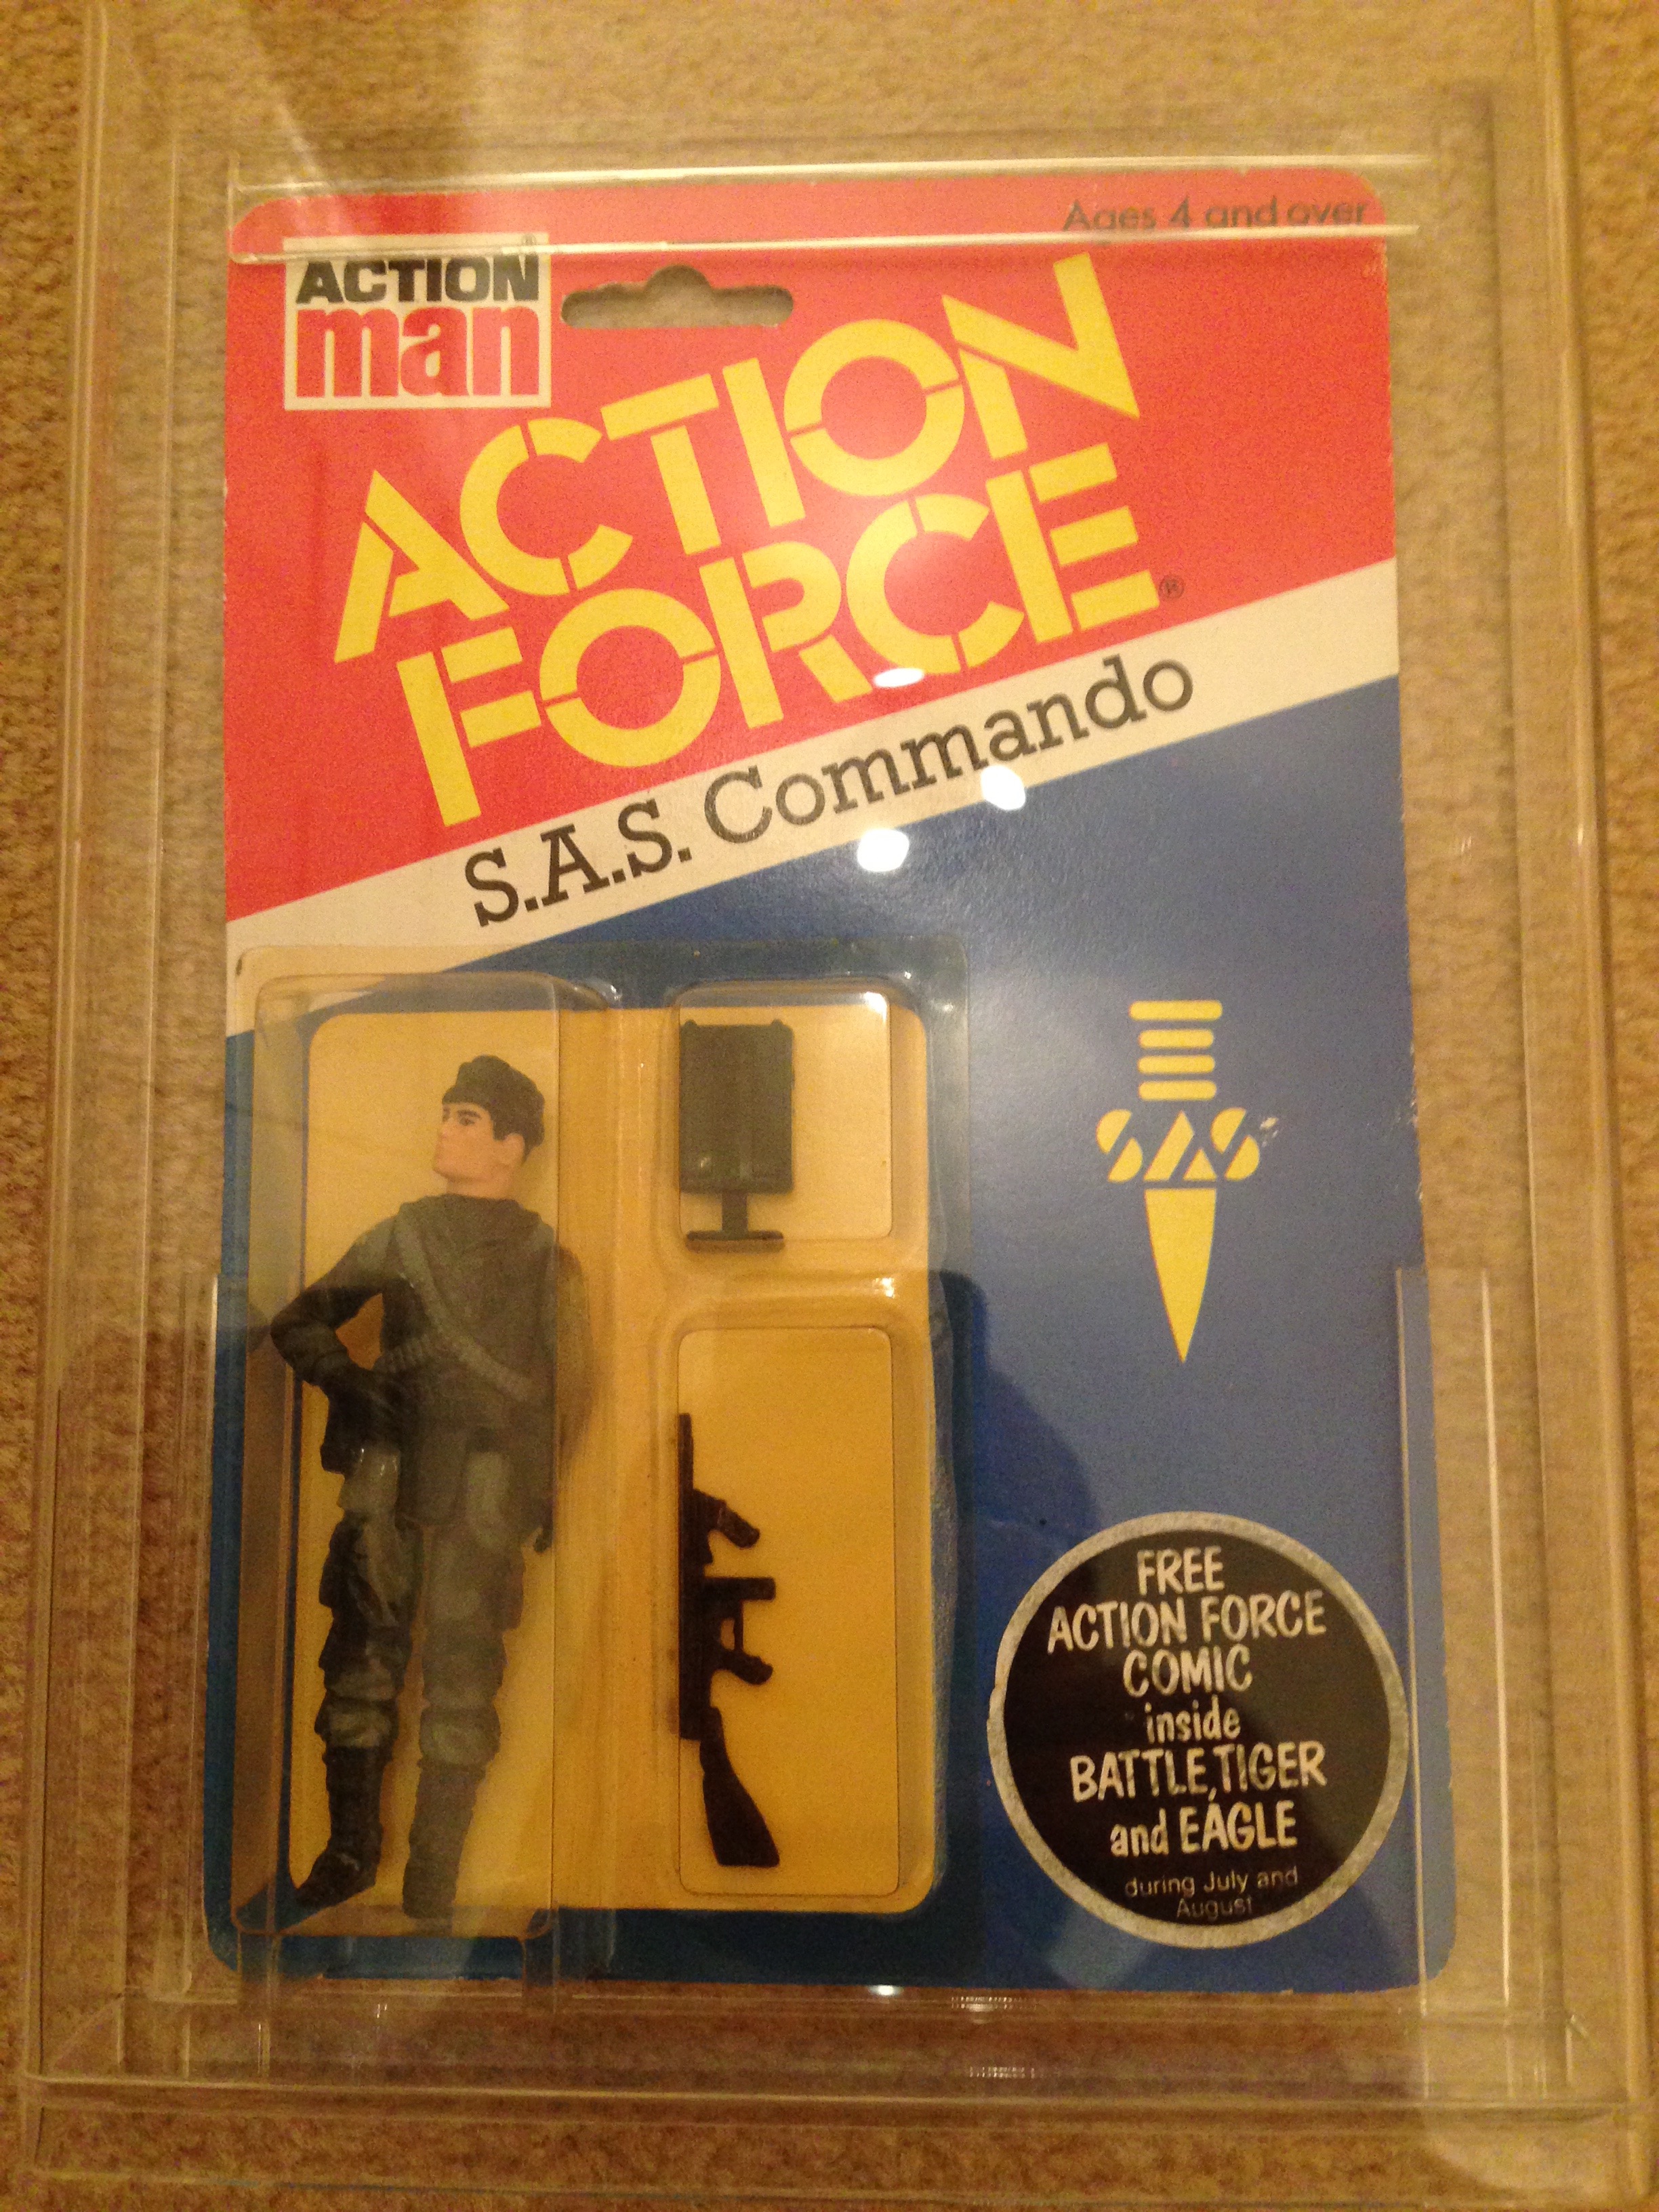 Ages 4 and over
ACTION®
man
ACTION
FORCE®
S.A.S. Commando
SAS
FREE
ACTION FORCE
COMIC
inside
BATTLE, TIGER
and EAGLE
during July and
August